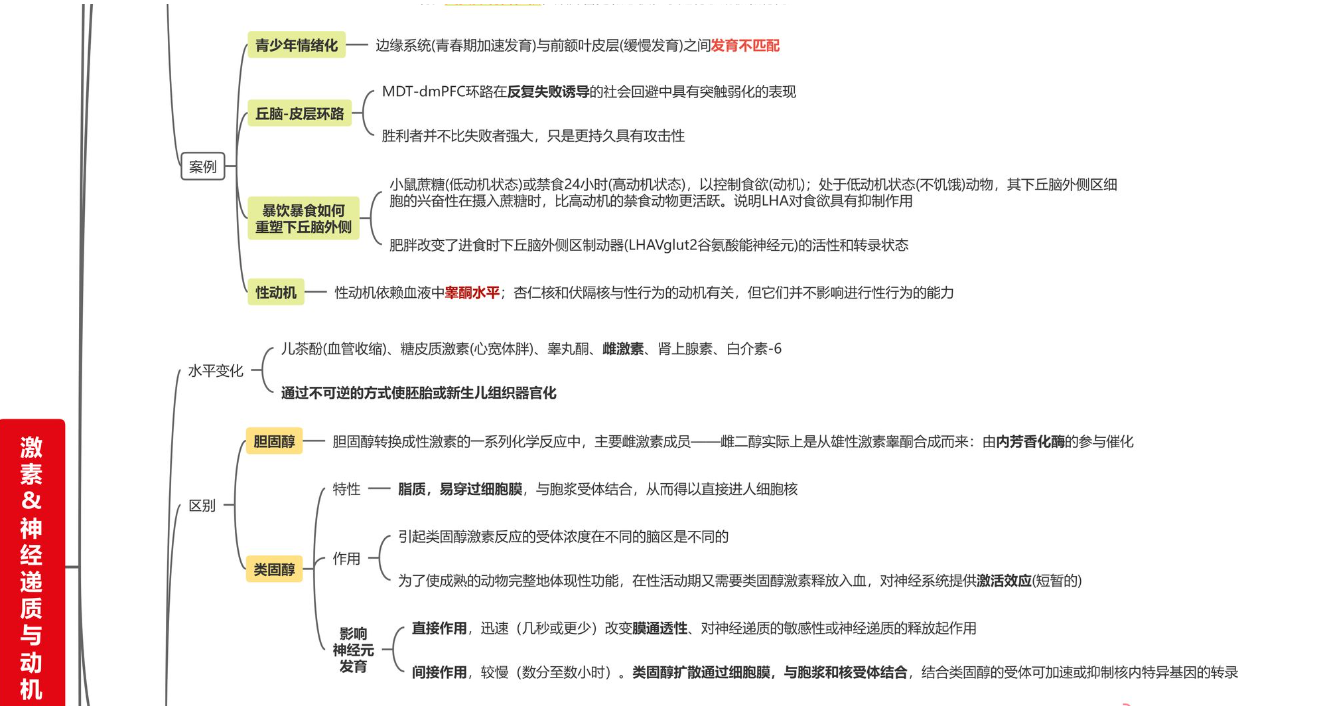 青少年情绪化
边缘系统(青春期加速发育)与前额叶皮层(缓慢发育)之间发育不匹配
丘脑-皮层环路
MDT-dmPFC环路在反复失败诱导的社会回避中具有突触弱化的表现
胜利者并不比失败者强大，只是更持久具有攻击性
案例
暴饮暴食如何
重塑下丘脑外侧
小鼠蔗糖(低动机状态)或禁食24小时(高动机状态)，以控制食欲(动机)；处于低动机状态(不饥饿)动物，其下丘脑外侧区细
胞的兴奋性在摄入蔗糖时，比高动机的禁食动物更活跃。说明LHA对食欲具有抑制作用
肥胖改变了进食时下丘脑外侧区制动器(LHAVglut2谷氨酸能神经元)的活性和转录状态
性动机
性动机依赖血液中睾酮水平；杏仁核和伏隔核与性行为的动机有关，但它们并不影响进行性行为的能力
激素&神经递质与动机
水平变化
儿茶酚(血管收缩)、糖皮质激素(心宽体胖)、睾丸酮、雌激素、肾上腺素、白介素-6
通过不可逆的方式使胚胎或新生儿组织器官化
区别
胆固醇
胆固醇转换成性激素的一系列化学反应中，主要雌激素成员——雌二醇实际上是从雄性激素睾酮合成而来：由内芳香化酶的参与催化
类固醇
特性
脂质，易穿过细胞膜，与胞浆受体结合，从而得以直接进人细胞核
作用
引起类固醇激素反应的受体浓度在不同的脑区是不同的
为了使成熟的动物完整地体现性功能，在性活动期又需要类固醇激素释放入血，对神经系统提供激活效应(短暂的)
影响
神经元
发育
直接作用，迅速（几秒或更少）改变膜通透性、对神经递质的敏感性或神经递质的释放起作用
间接作用，较慢（数分至数小时）。类固醇扩散通过细胞膜，与胞浆和核受体结合，结合类固醇的受体可加速或抑制核内特异基因的转录